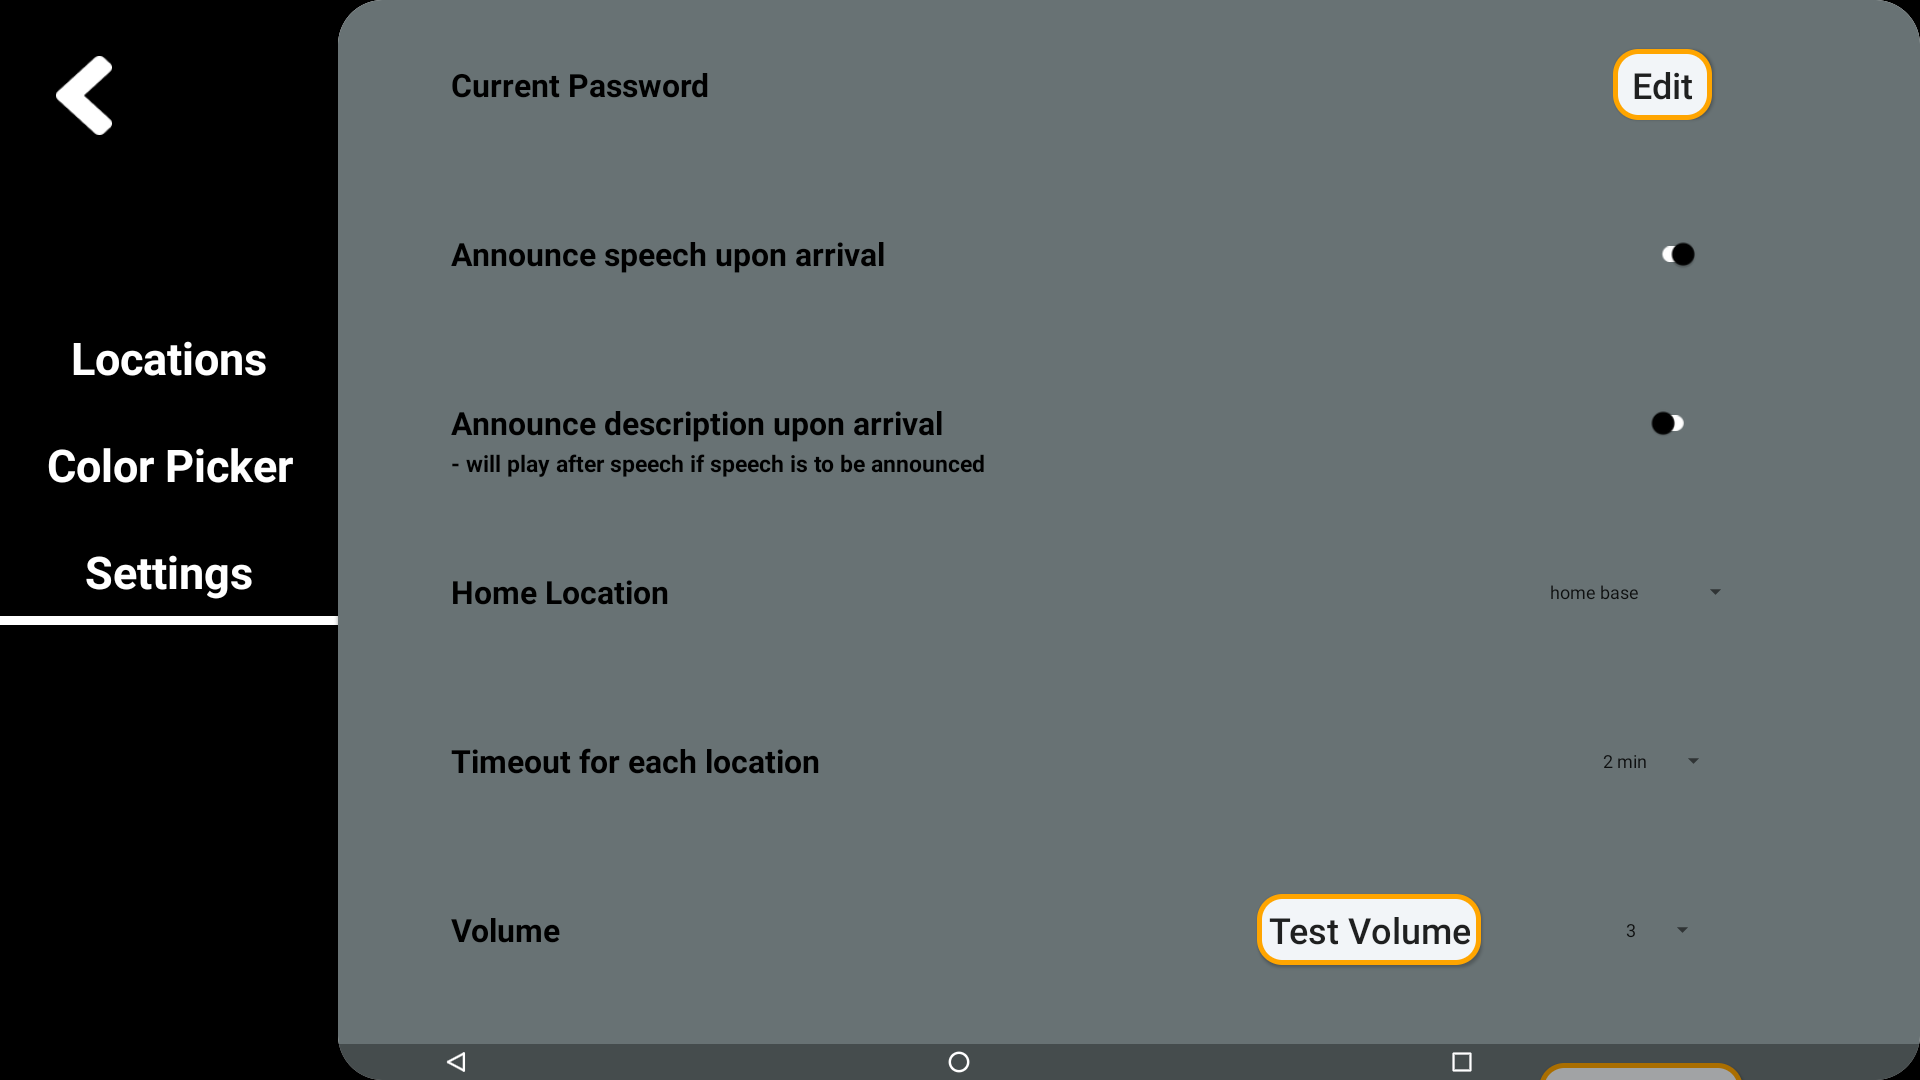 Locations
Color Picker
Settings
Current Password
Edit
Announce speech upon arrival
Announce description upon arrival
- will play after speech if speech is to be announced
Home Location
home base
Timeout for each location
2 min
Volume
Test Volume
3